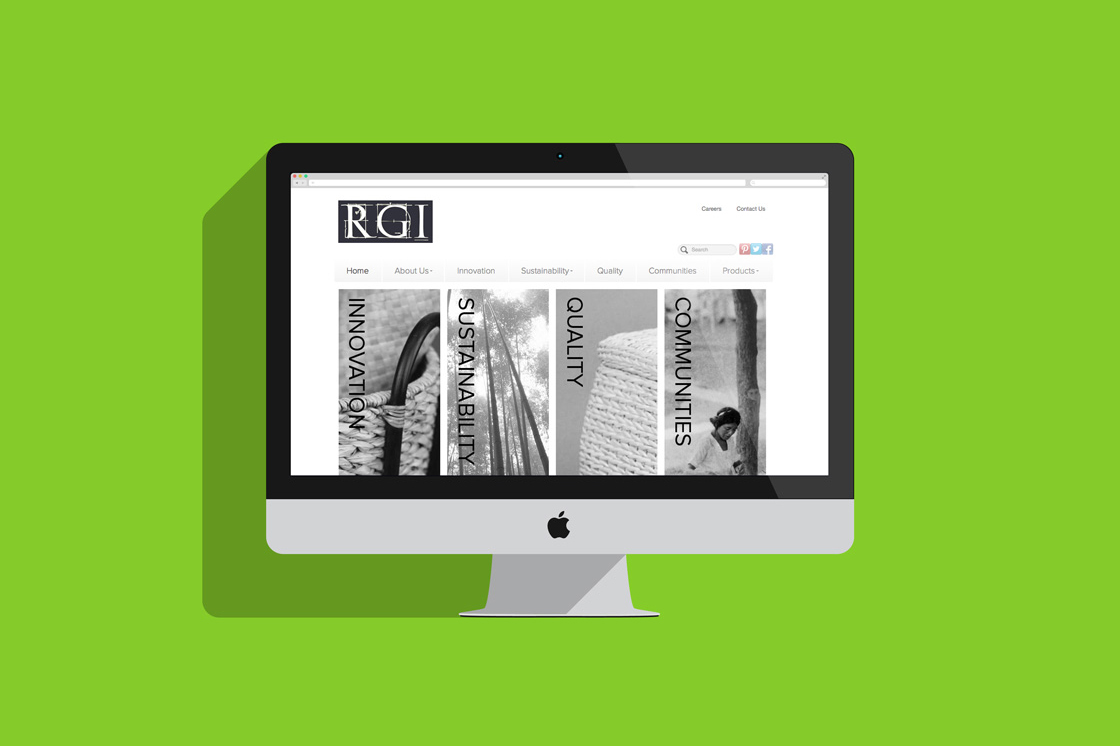 RGI
Careers Contact Us
Search
Home About Us Innovation Sustainability Quality Communities Products
INNOVATION
SUSTAINABILITY
QUALITY
COMMUNITIES